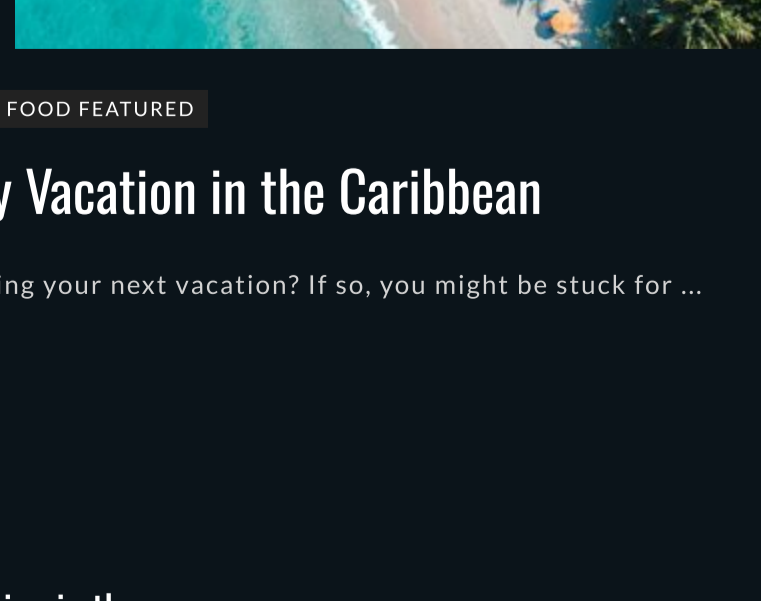 FOOD FEATURED
y Vacation in the Caribbean
ing your next vacation? If so, you might be stuck for ...